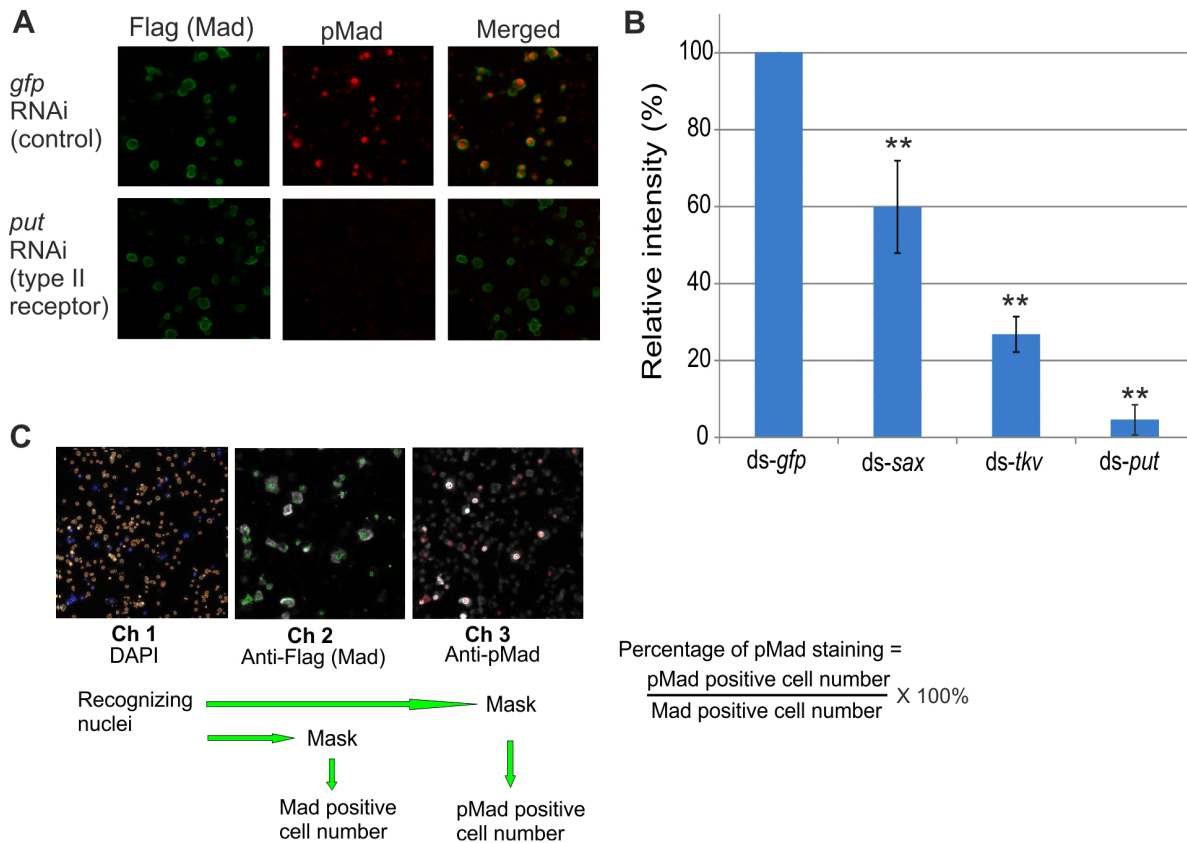 A
Flag (Mad)
pMad
Merged
gfp
RNAi
(control)
put
RNAi
(type II
receptor)
B
Relative intensity (%)
100
80
60
40
20
0
**
**
**
ds-gfp
ds-sax
ds-tkv
ds-put
C
Ch 1
DAPI
Ch 2
Anti-Flag (Mad)
Ch 3
Anti-pMad
Recognizing
nuclei
Mask
Mask
Mad positive
cell number
pMad positive
cell number
Percentage of pMad staining =
pMad positive cell number
Mad positive cell number
X 100%